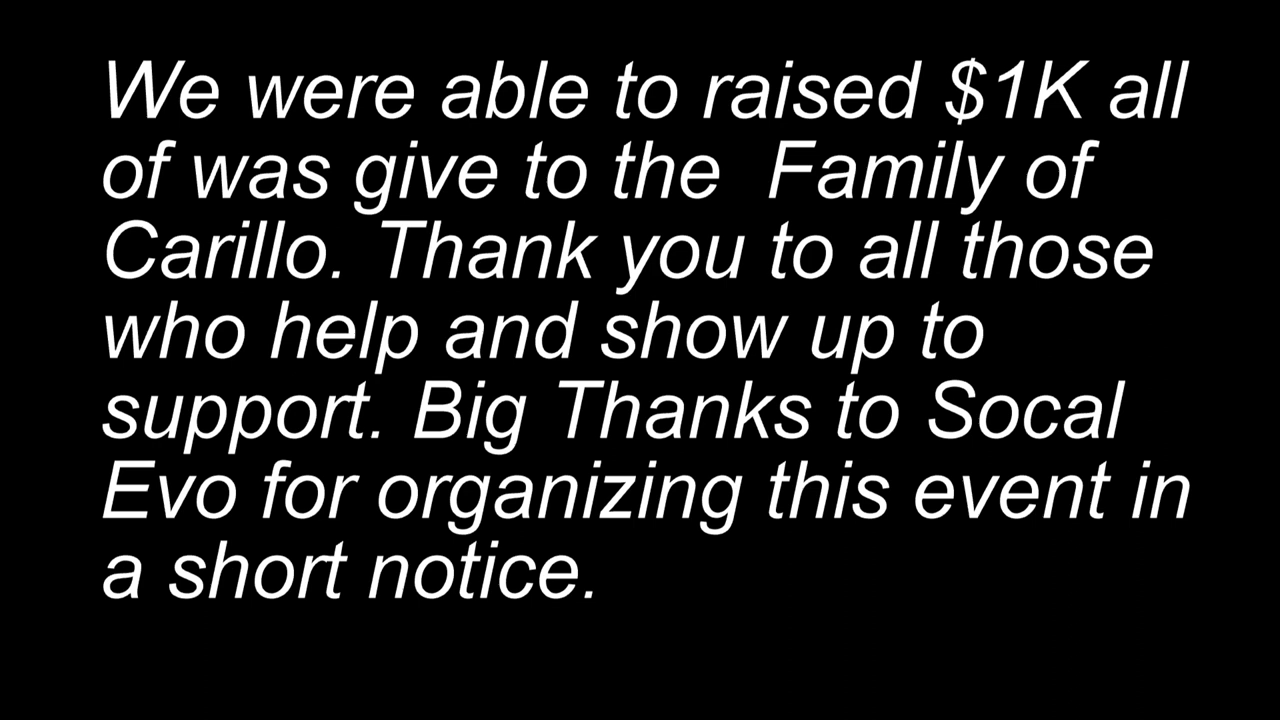 We were able to raised $1K all
of was give to the  Family of
Carillo. Thank you to all those
who help and show up to
support. Big Thanks to Socal
Evo for organizing this event in
a short notice.